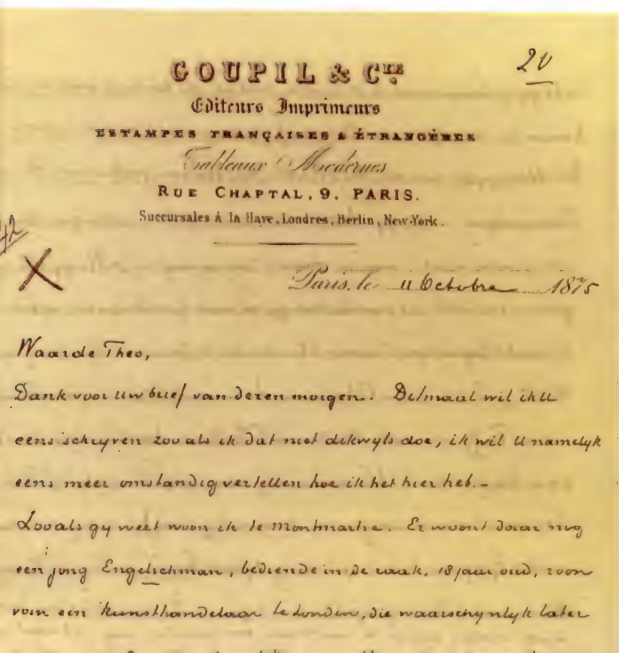 20
GOUPIL & CIE
Editeurs Imprimeurs
ESTAMPES FRANÇAISES & ÉTRANGÈRES
Tableaux Modernes
RUE CHAPTAL, 9, PARIS.
Succursales à la Haye, Londres, Berlin, New-York.
42
X
Paris, le 11 Octobre 1875
Waarde Theo,
Dank voor uw brief van dezen morgen. Ditmaal wil ik U
eens schryven zoo als ik dat niet dikwyls doe, ik wil U namelyk
eens meer omstandig vertellen hoe ik het hier heb.-
Zooals gy weet woon ik te Montmartre. Er woont daar nog
een jong Engelschman, bediende in de zaak, 18 jaar oud, zoon
van een kunsthandelaar te Londen, die waarschynlyk later